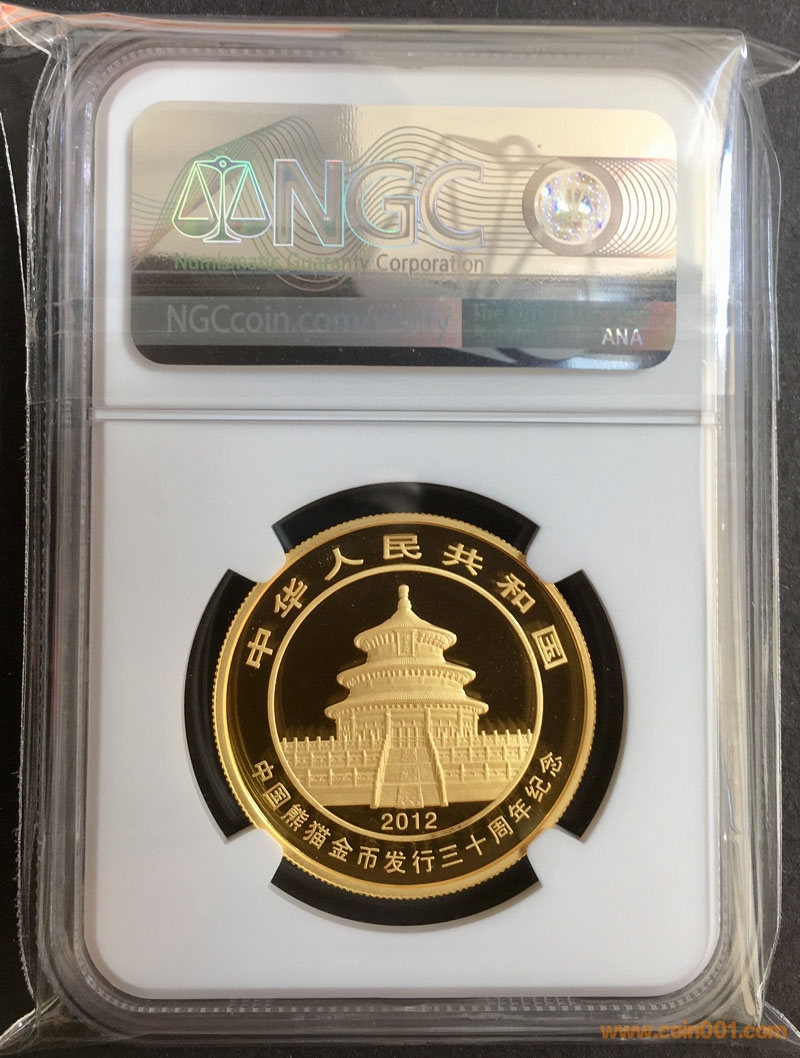 NGC
Numismatic Guaranty Corporation
NGCcoin.com/verify
ANA
中华人民共和国
2012
中国熊猫金币发行三十周年纪念
www.coin001.com